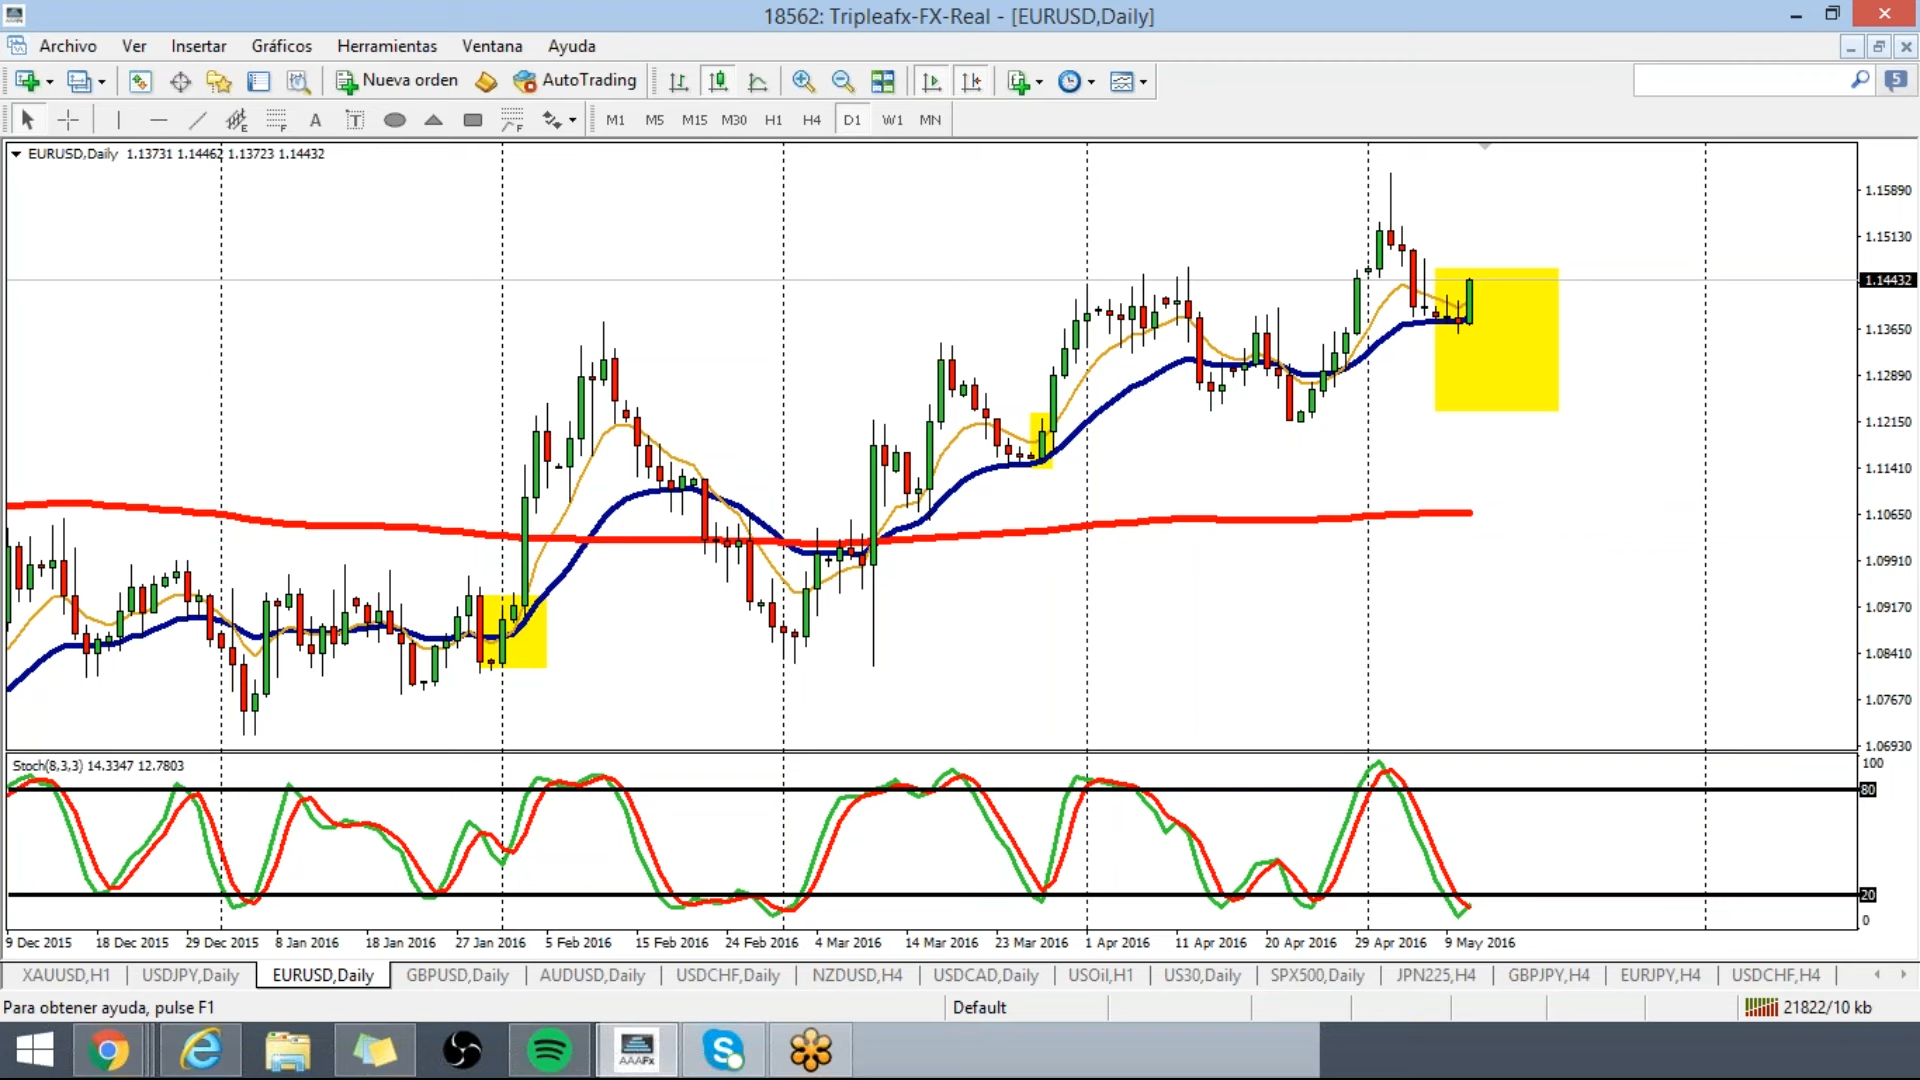 18562: Tripleafx-FX-Real - [EURUSD,Daily]
Archivo Ver Insertar Gráficos Herramientas Ventana Ayuda
Nueva orden AutoTrading 5
E F A T F M1 M5 M15 M30 H1 H4 D1 W1 MN
EURUSD,Daily 1.13731 1.14462 1.13723 1.14432
1.15890
1.15130
1.14432
1.13650
1.12890
1.12150
1.11410
1.10650
1.09910
1.09170
1.08410
1.07670
1.06930
Stoch(8,3,3) 14.3347 12.7803
100
80
20
0
9 Dec 2015 18 Dec 2015 29 Dec 2015 8 Jan 2016 18 Jan 2016 27 Jan 2016 5 Feb 2016 15 Feb 2016 24 Feb 2016 4 Mar 2016 14 Mar 2016 23 Mar 2016 1 Apr 2016 11 Apr 2016 20 Apr 2016 29 Apr 2016 9 May 2016
XAUUSD,H1 USDJPY,Daily EURUSD,Daily GBPUSD,Daily AUDUSD,Daily USDCHF,Daily NZDUSD,H4 USDCAD,Daily USOil,H1 US30,Daily SPX500,Daily JPN225,H4 GBPJPY,H4 EURJPY,H4 USDCHF,H4
Para obtener ayuda, pulse F1 Default 21822/10 kb
AAAFx